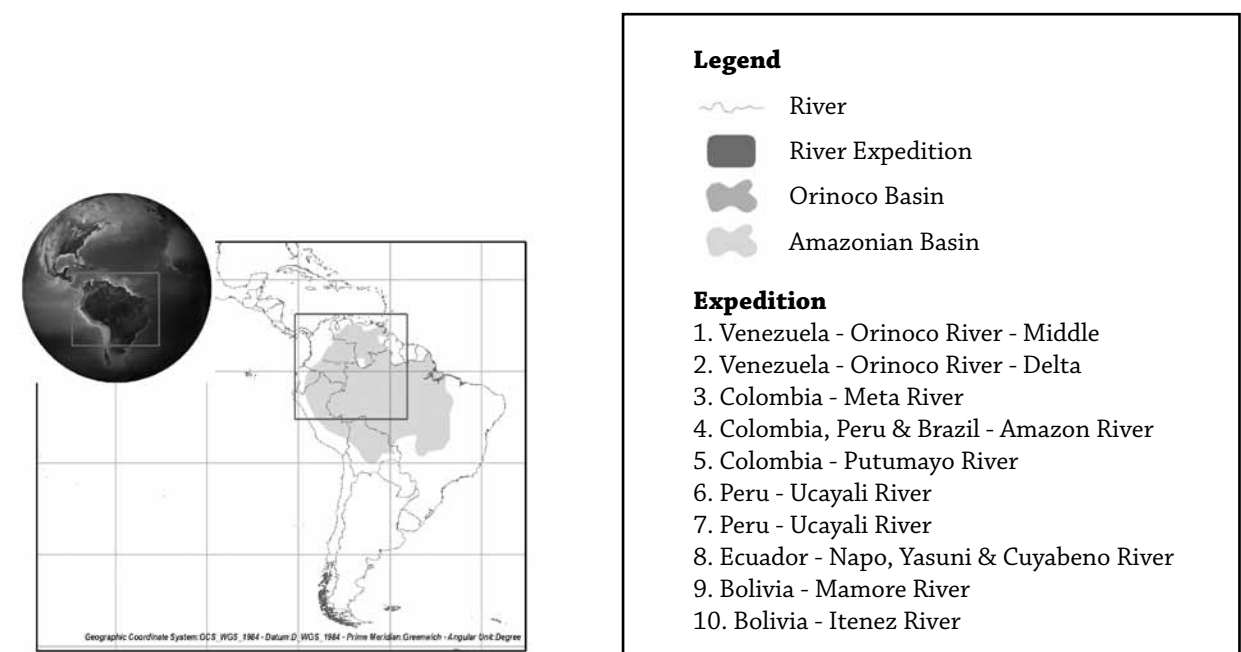 Geographic Coordinate System:GCS_WGS_1984 - Datum:D_WGS_1984 - Prime Meridian:Greenwich - Angular Unit:Degree
Legend
River
River Expedition
Orinoco Basin
Amazonian Basin
Expedition
1. Venezuela - Orinoco River - Middle
2. Venezuela - Orinoco River - Delta
3. Colombia - Meta River
4. Colombia, Peru & Brazil - Amazon River
5. Colombia - Putumayo River
6. Peru - Ucayali River
7. Peru - Ucayali River
8. Ecuador - Napo, Yasuni & Cuyabeno River
9. Bolivia - Mamore River
10. Bolivia - Itenez River